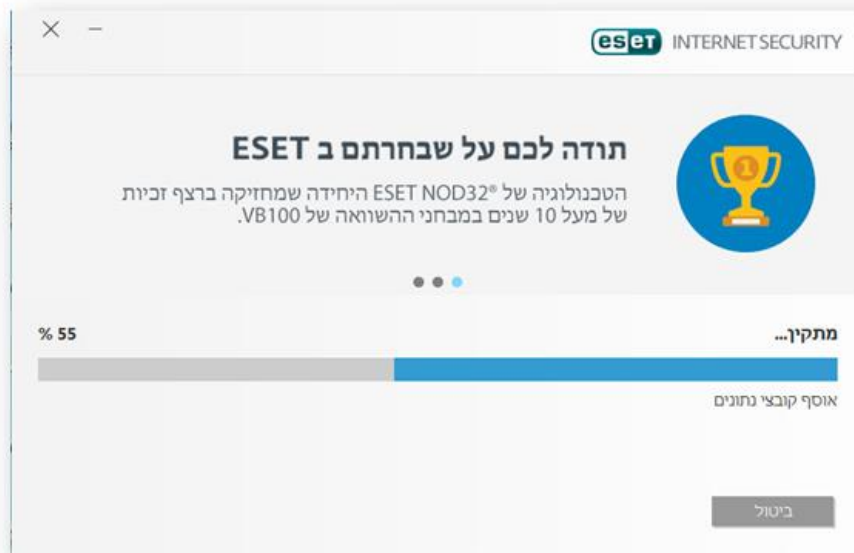 eset INTERNET SECURITY
תודה לכם על שבחרתם ב ESET
הטכנולוגיה של ESET NOD32® היחידה שמחזיקה ברצף זכיות
של מעל 10 שנים במבחני ההשוואה של VB100.
מתקין...
55 %
אוסף קובצי נתונים
ביטול